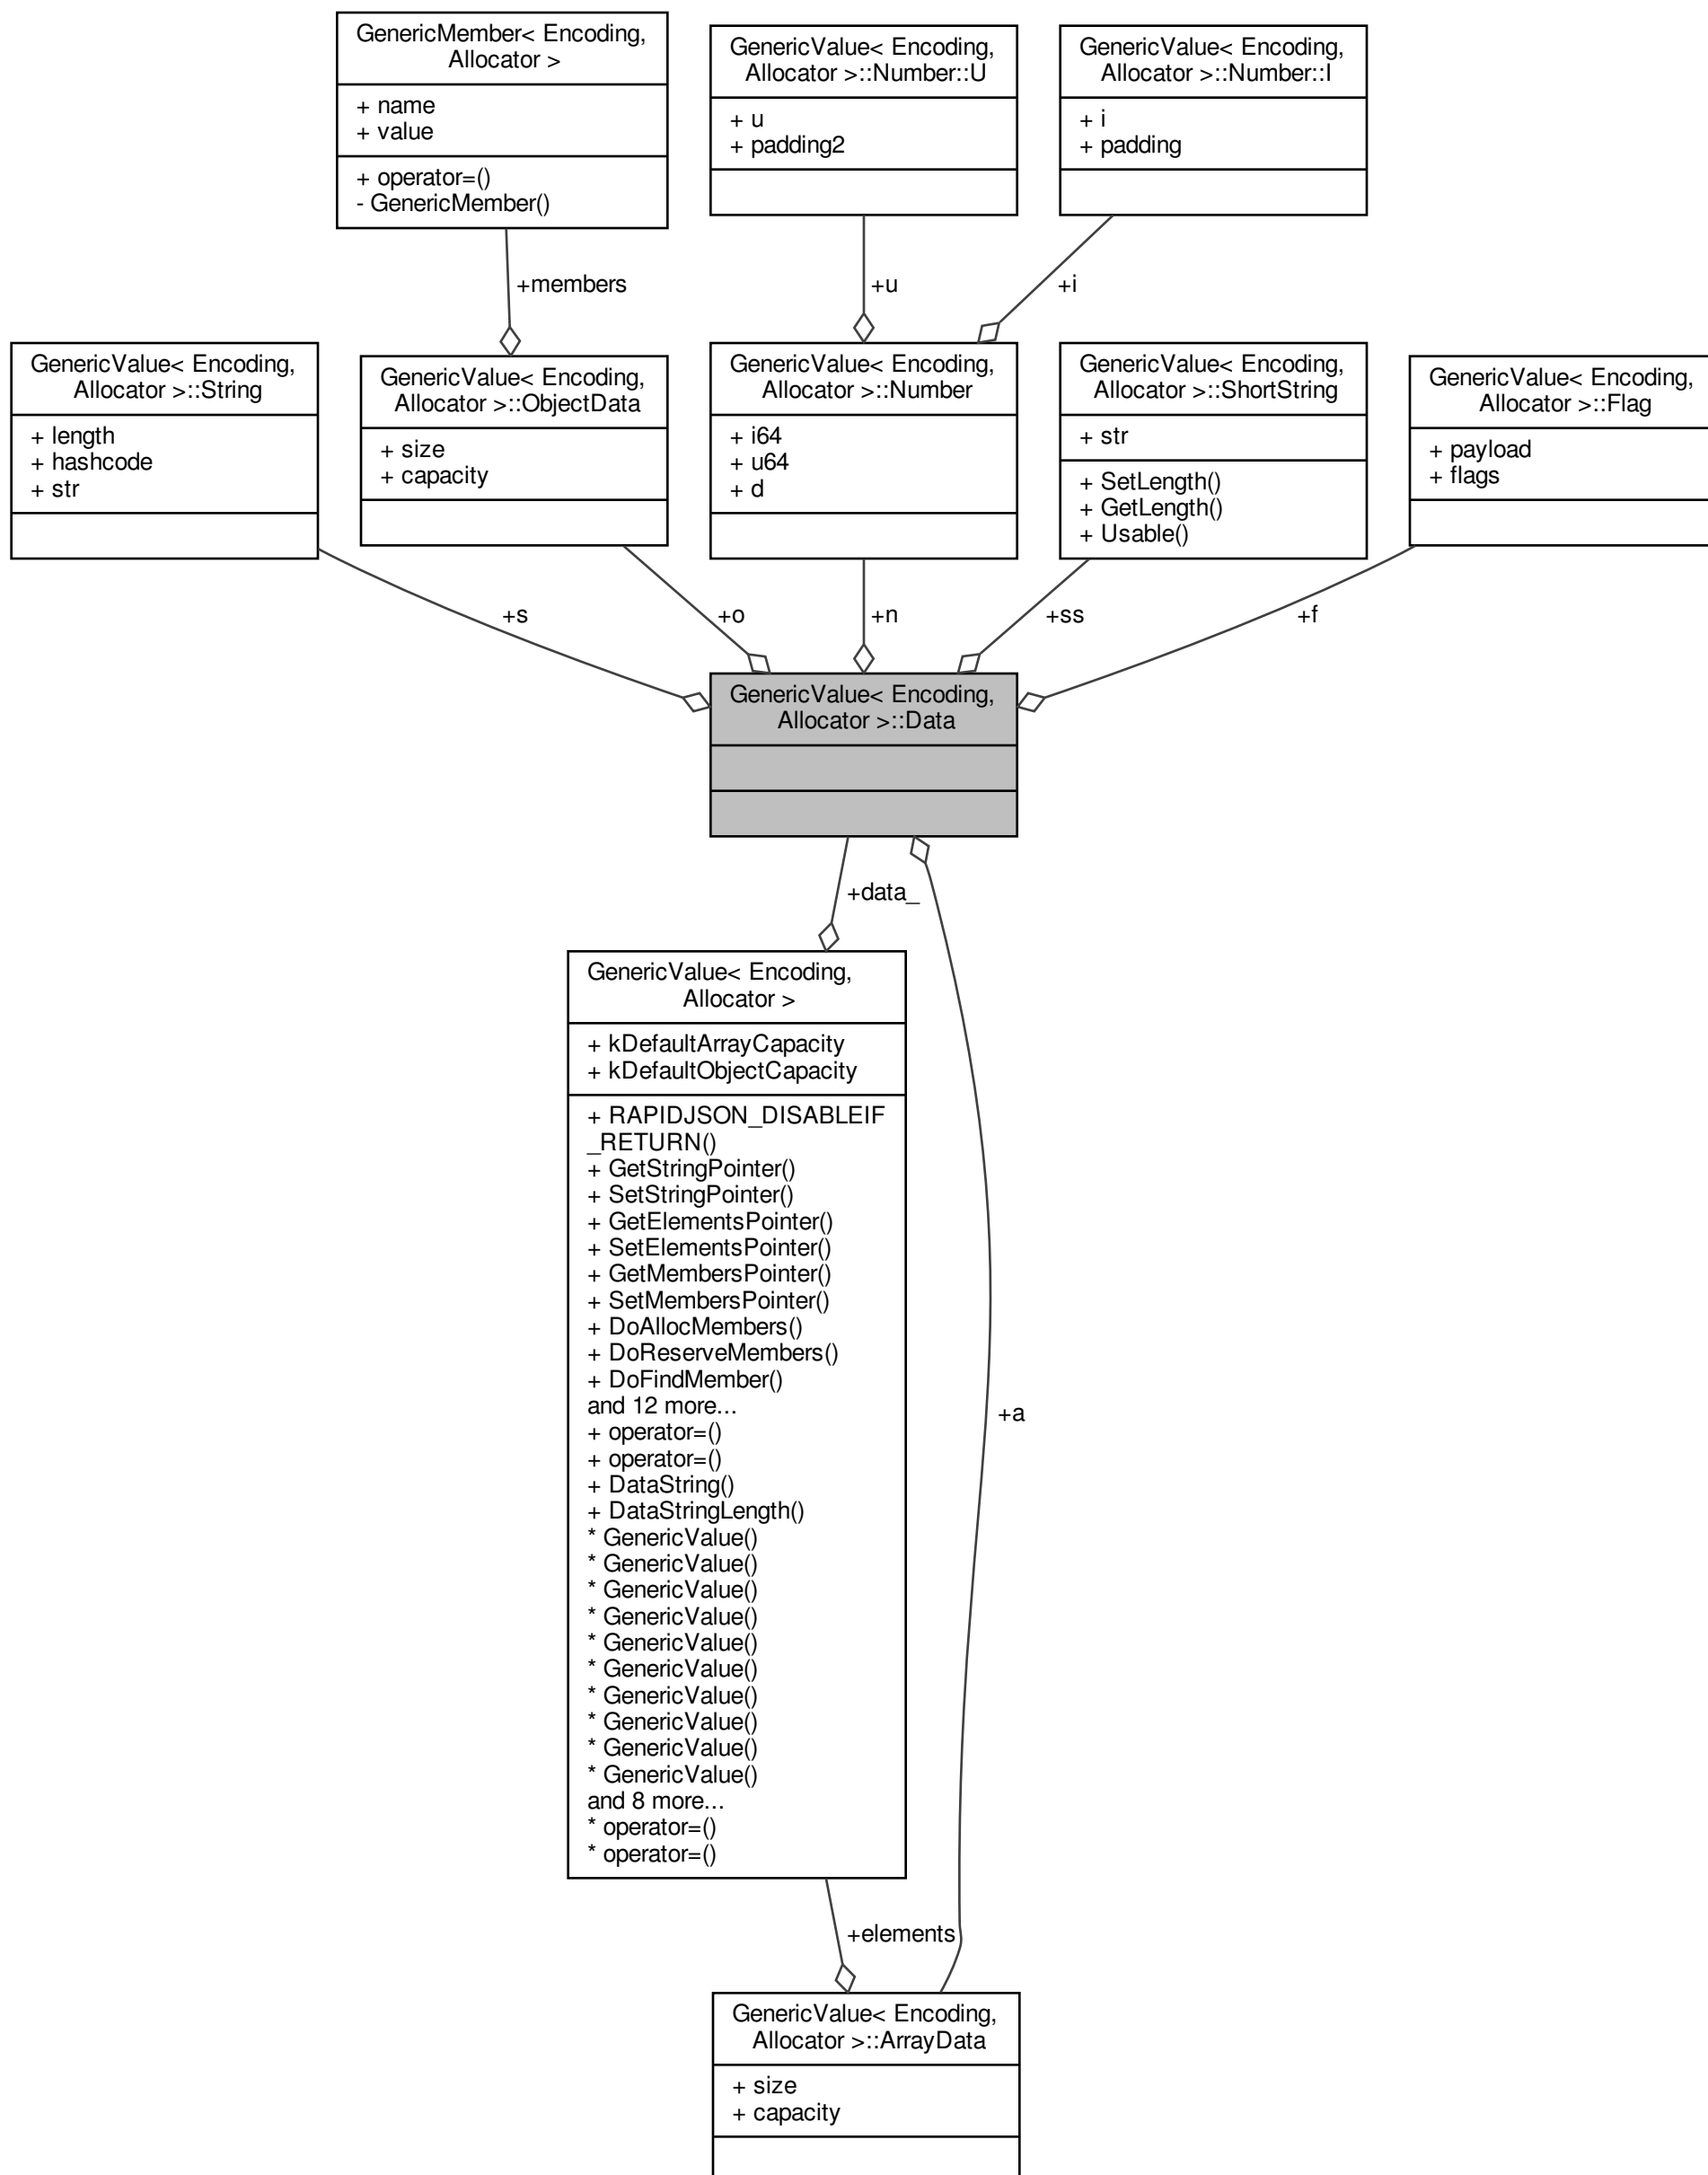 GenericMember< Encoding,
Allocator >
+ name
+ value
+ operator=()
- GenericMember()
GenericValue< Encoding,
Allocator >::Number::U
+ u
+ padding2
GenericValue< Encoding,
Allocator >::Number::I
+ i
+ padding
+members
+u
+i
GenericValue< Encoding,
Allocator >::String
+ length
+ hashcode
+ str
GenericValue< Encoding,
Allocator >::ObjectData
+ size
+ capacity
GenericValue< Encoding,
Allocator >::Number
+ i64
+ u64
+ d
GenericValue< Encoding,
Allocator >::ShortString
+ str
+ SetLength()
+ GetLength()
+ Usable()
GenericValue< Encoding,
Allocator >::Flag
+ payload
+ flags
+s
+o
+n
+ss
+f
GenericValue< Encoding,
Allocator >::Data
+data_
GenericValue< Encoding,
Allocator >
+ kDefaultArrayCapacity
+ kDefaultObjectCapacity
+ RAPIDJSON_DISABLEIF
_RETURN()
+ GetStringPointer()
+ SetStringPointer()
+ GetElementsPointer()
+ SetElementsPointer()
+ GetMembersPointer()
+ SetMembersPointer()
+ DoAllocMembers()
+ DoReserveMembers()
+ DoFindMember()
and 12 more...
+ operator=()
+ operator=()
+ DataString()
+ DataStringLength()
* GenericValue()
* GenericValue()
* GenericValue()
* GenericValue()
* GenericValue()
* GenericValue()
* GenericValue()
* GenericValue()
* GenericValue()
* GenericValue()
and 8 more...
* operator=()
* operator=()
+a
+elements
GenericValue< Encoding,
Allocator >::ArrayData
+ size
+ capacity